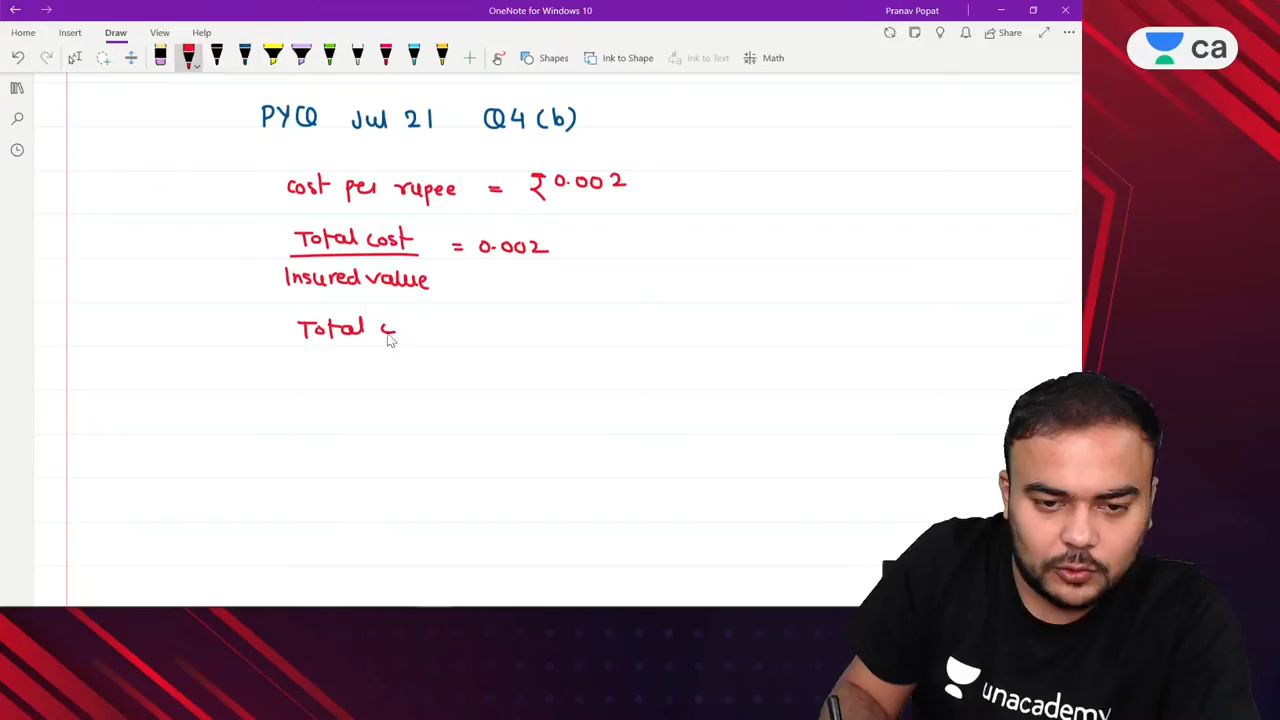 OneNote for Windows 10
Pranav Popat
Home Insert Draw View Help
Share
Shapes Ink to Shape Ink to Text Math
ca
PYCQ Jul 21 Q4 (b)
cost per rupee = ₹ 0.002
Total cost = 0.002
Insured value
Total c
unacademy